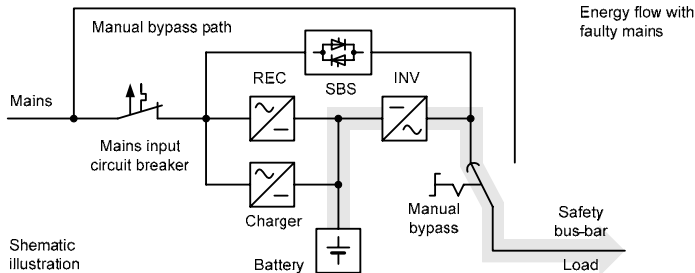 Manual bypass path
Energy flow with
faulty mains
REC
SBS
INV
Mains
Mains input
circuit breaker
Charger
Manual
bypass
Safety
bus-bar
Shematic
illustration
Battery
Load